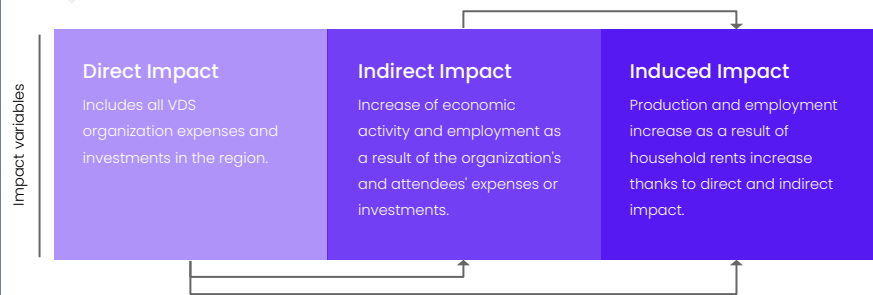 Impact variables
Direct Impact
Includes all VDS
organization expenses and
investments in the region.
Indirect Impact
Increase of economic
activity and employment as
a result of the organization's
and attendees' expenses or
investments.
Induced Impact
Production and employment
increase as a result of
household rents increase
thanks to direct and indirect
impact.